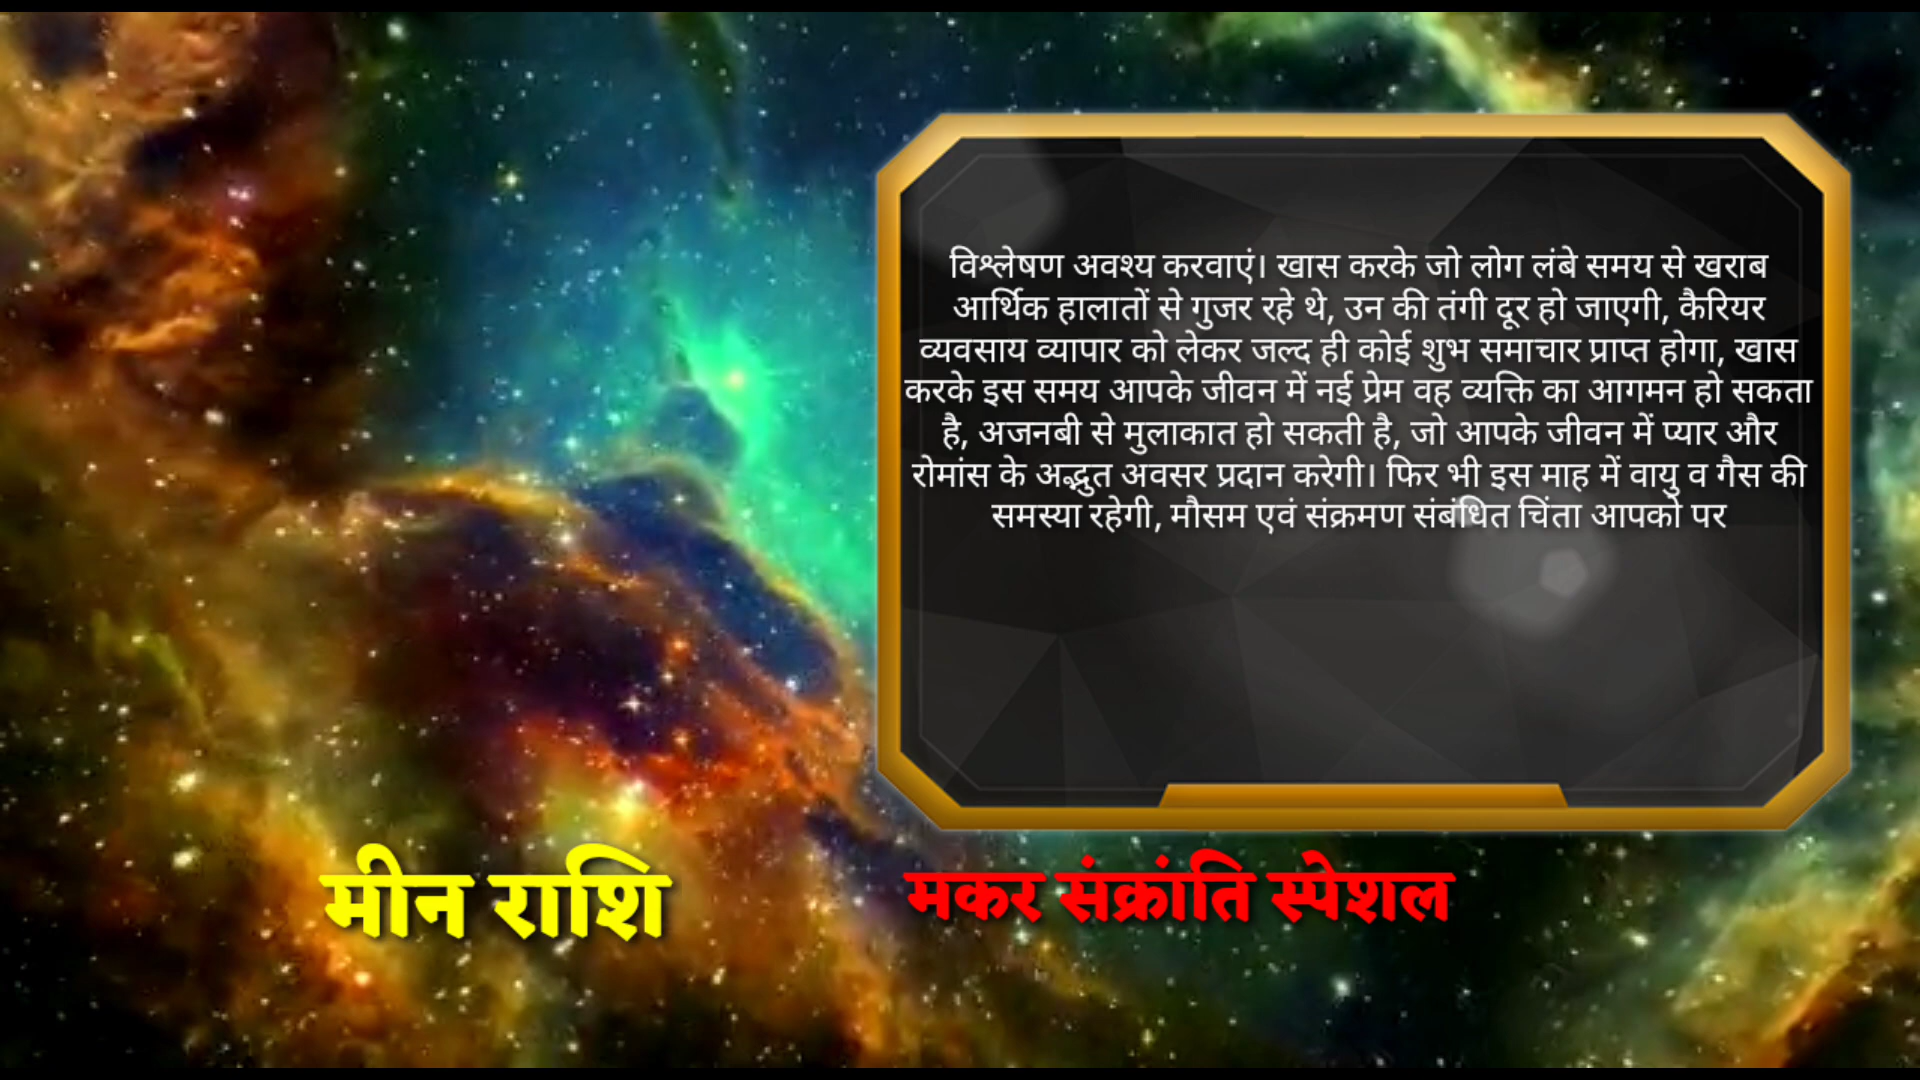 विश्लेषण अवश्य करवाएं। खास करके जो लोग लंबे समय से खराब
आर्थिक हालातों से गुजर रहे थे, उन की तंगी दूर हो जाएगी, कैरियर
व्यवसाय व्यापार को लेकर जल्द ही कोई शुभ समाचार प्राप्त होगा, खास
करके इस समय आपके जीवन में नई प्रेम वह व्यक्ति का आगमन हो सकता
है, अजनबी से मुलाकात हो सकती है, जो आपके जीवन में प्यार और
रोमांस के अद्भुत अवसर प्रदान करेगी। फिर भी इस माह में वायु व गैस की
समस्या रहेगी, मौसम एवं संक्रमण संबंधित चिंता आपको पर
मीन राशि
मकर संक्रांति स्पेशल